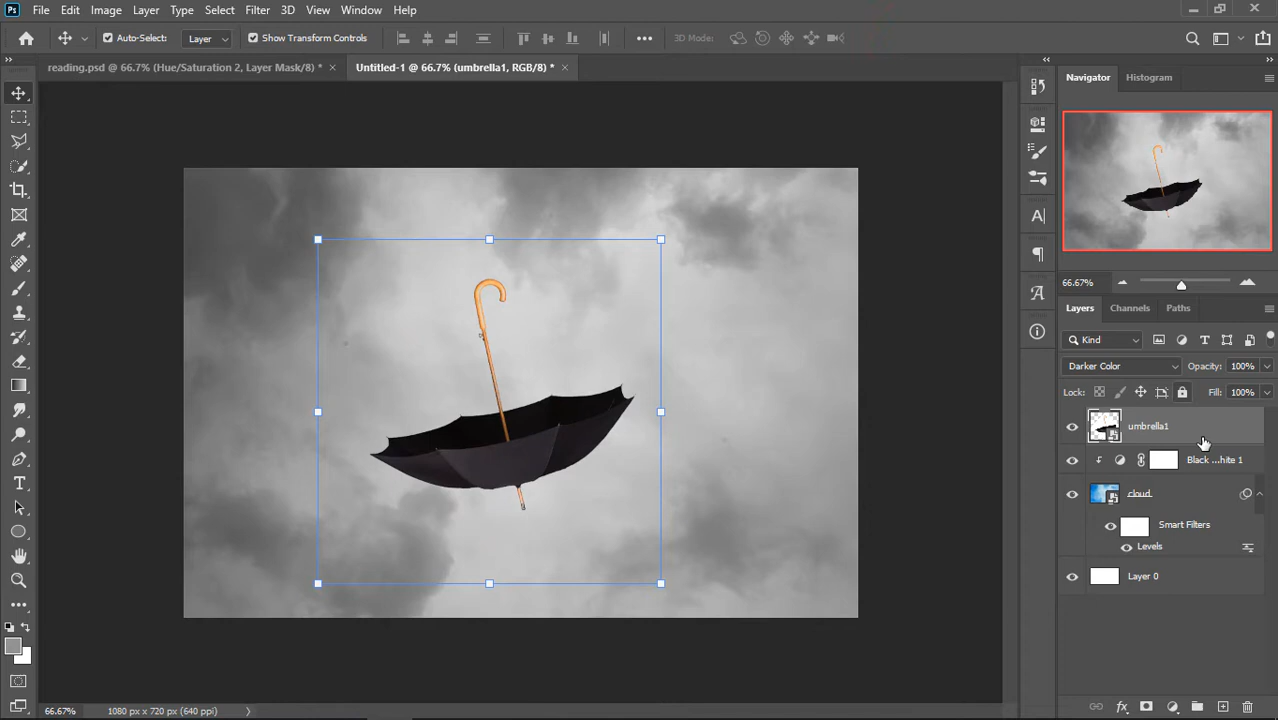 Ps File Edit Image Layer Type Select Filter 3D View Window Help
Auto-Select: Layer Show Transform Controls 3D Mode:
reading.psd @ 66.7% (Hue/Saturation 2, Layer Mask/8) * Untitled-1 @ 66.7% (umbrella1, RGB/8) *
Navigator Histogram
66.67%
Layers Channels Paths
Kind
Darker Color Opacity: 100%
Lock: Fill: 100%
umbrella1
Black ...hite 1
cloud
Smart Filters
Levels
Layer 0
66.67% 1080 px x 720 px (640 ppi)